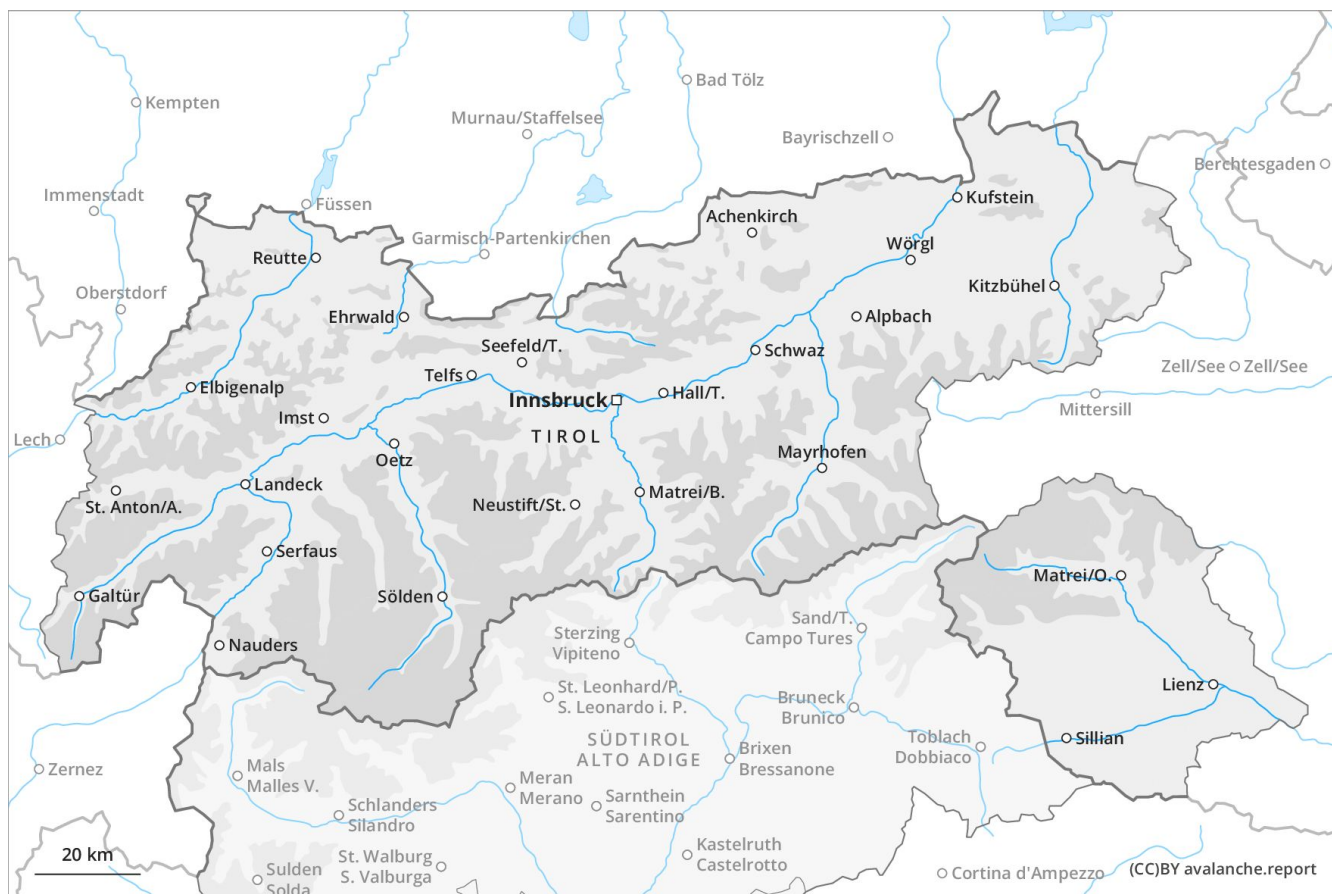 Bad Tölz
Kempten
Murnau/Staffelsee
Bayrischzell
Berchtesgaden
Immenstadt
Füssen
Kufstein
Achenkirch
Garmisch-Partenkirchen
Wörgl
Reutte
Oberstdorf
Kitzbühel
Ehrwald
Alpbach
Seefeld/T.
Schwaz
Zell/See
Zell/See
Telfs
Elbigenalp
Innsbruck
Hall/T.
Mittersill
Imst
TIROL
Lech
Oetz
Mayrhofen
Landeck
Matrei/B.
St. Anton/A.
Neustift/St.
Serfaus
Matrei/O.
Galtür
Sölden
Sand/T.
Campo Tures
Sterzing
Vipiteno
Nauders
Lienz
St. Leonhard/P.
S. Leonardo i. P.
Bruneck
Brunico
SÜDTIROL
ALTO ADIGE
Toblach
Dobbiaco
Sillian
Brixen
Bressanone
Zernez
Mals
Malles V.
Meran
Merano
Sarnthein
Sarentino
Schlanders
Silandro
Kastelruth
Castelrotto
20 km
St. Walburg
S. Valburga
Sulden
Solda
Cortina d'Ampezzo
(CC)BY avalanche.report